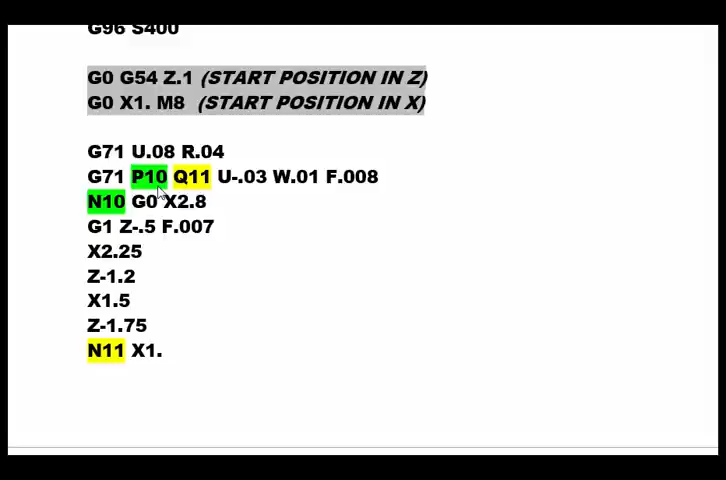 G96 S400
G0 G54 Z.1 (START POSITION IN Z)
G0 X1. M8 (START POSITION IN X)
G71 U.08 R.04
G71 P10 Q11 U-.03 W.01 F.008
N10 G0 X2.8
G1 Z-.5 F.007
X2.25
Z-1.2
X1.5
Z-1.75
N11 X1.